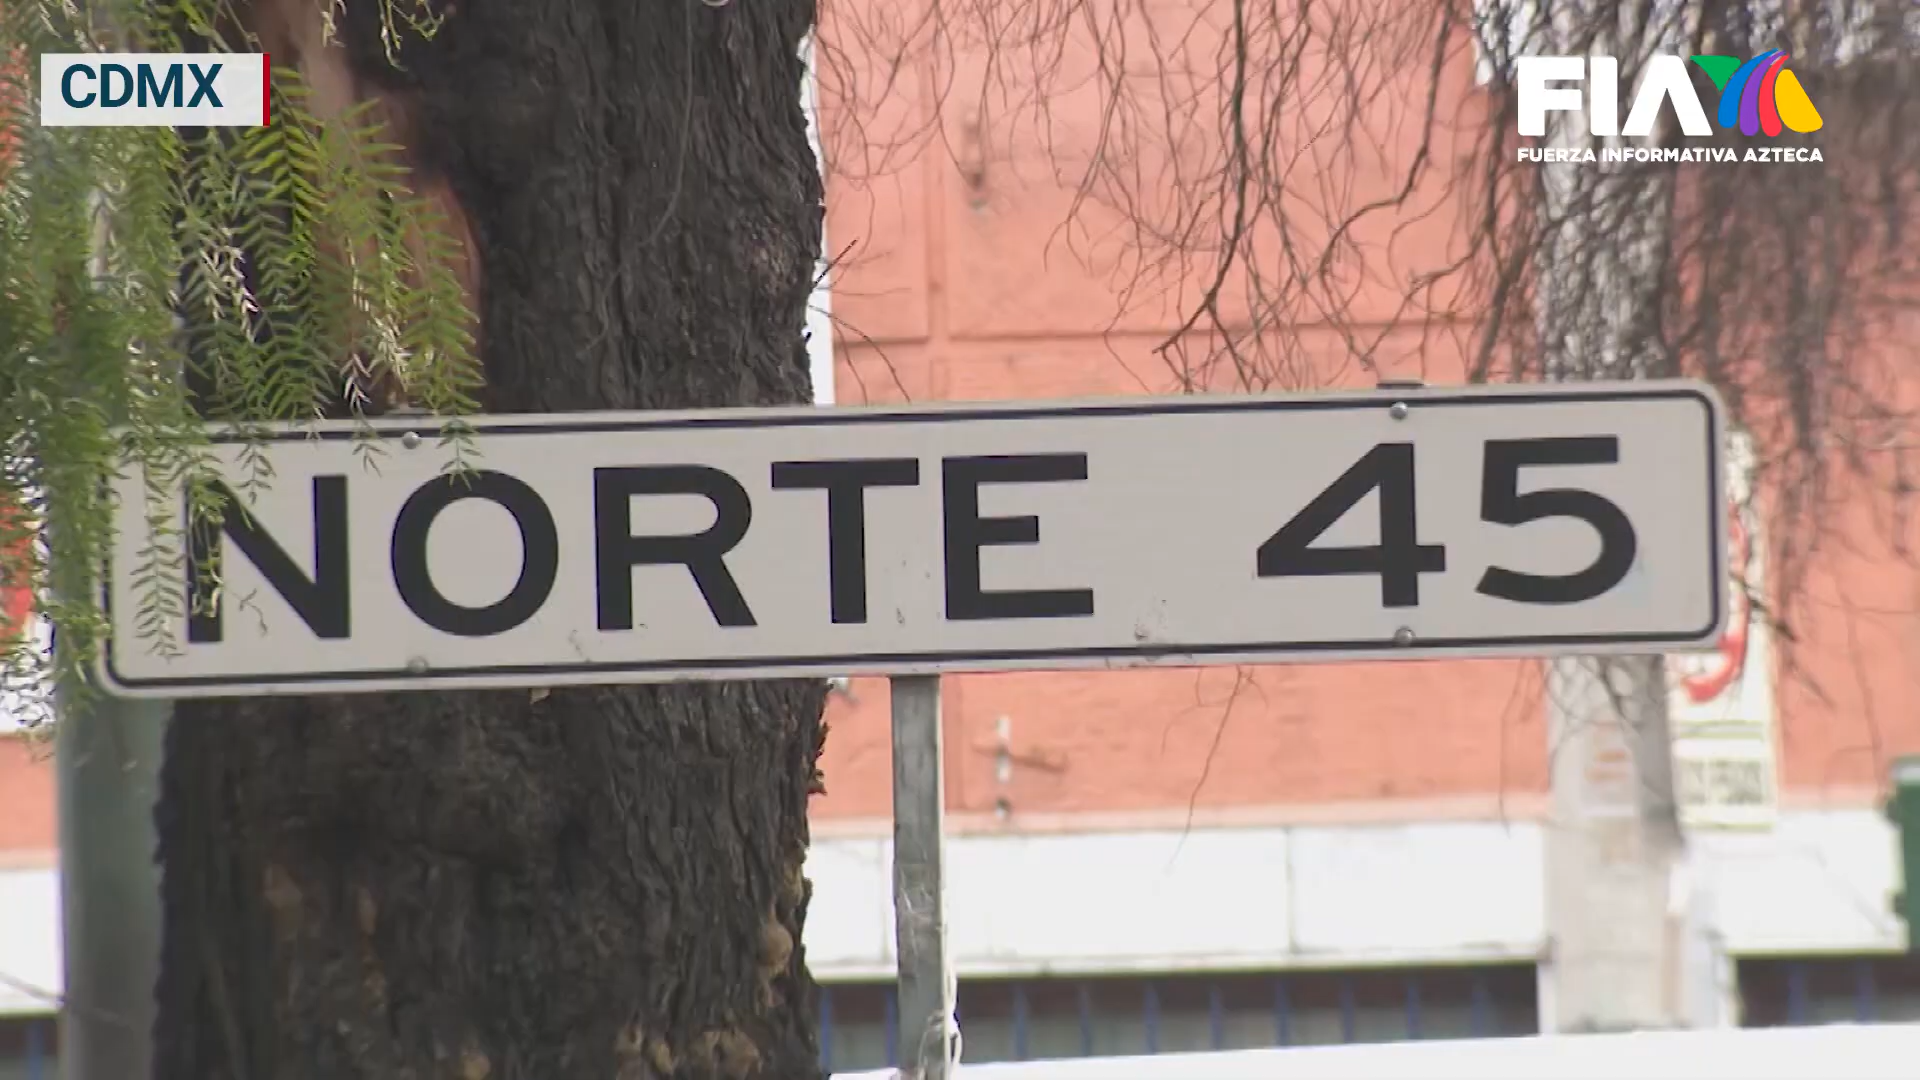 CDMX
FIA
FUERZA INFORMATIVA AZTECA
NORTE 45